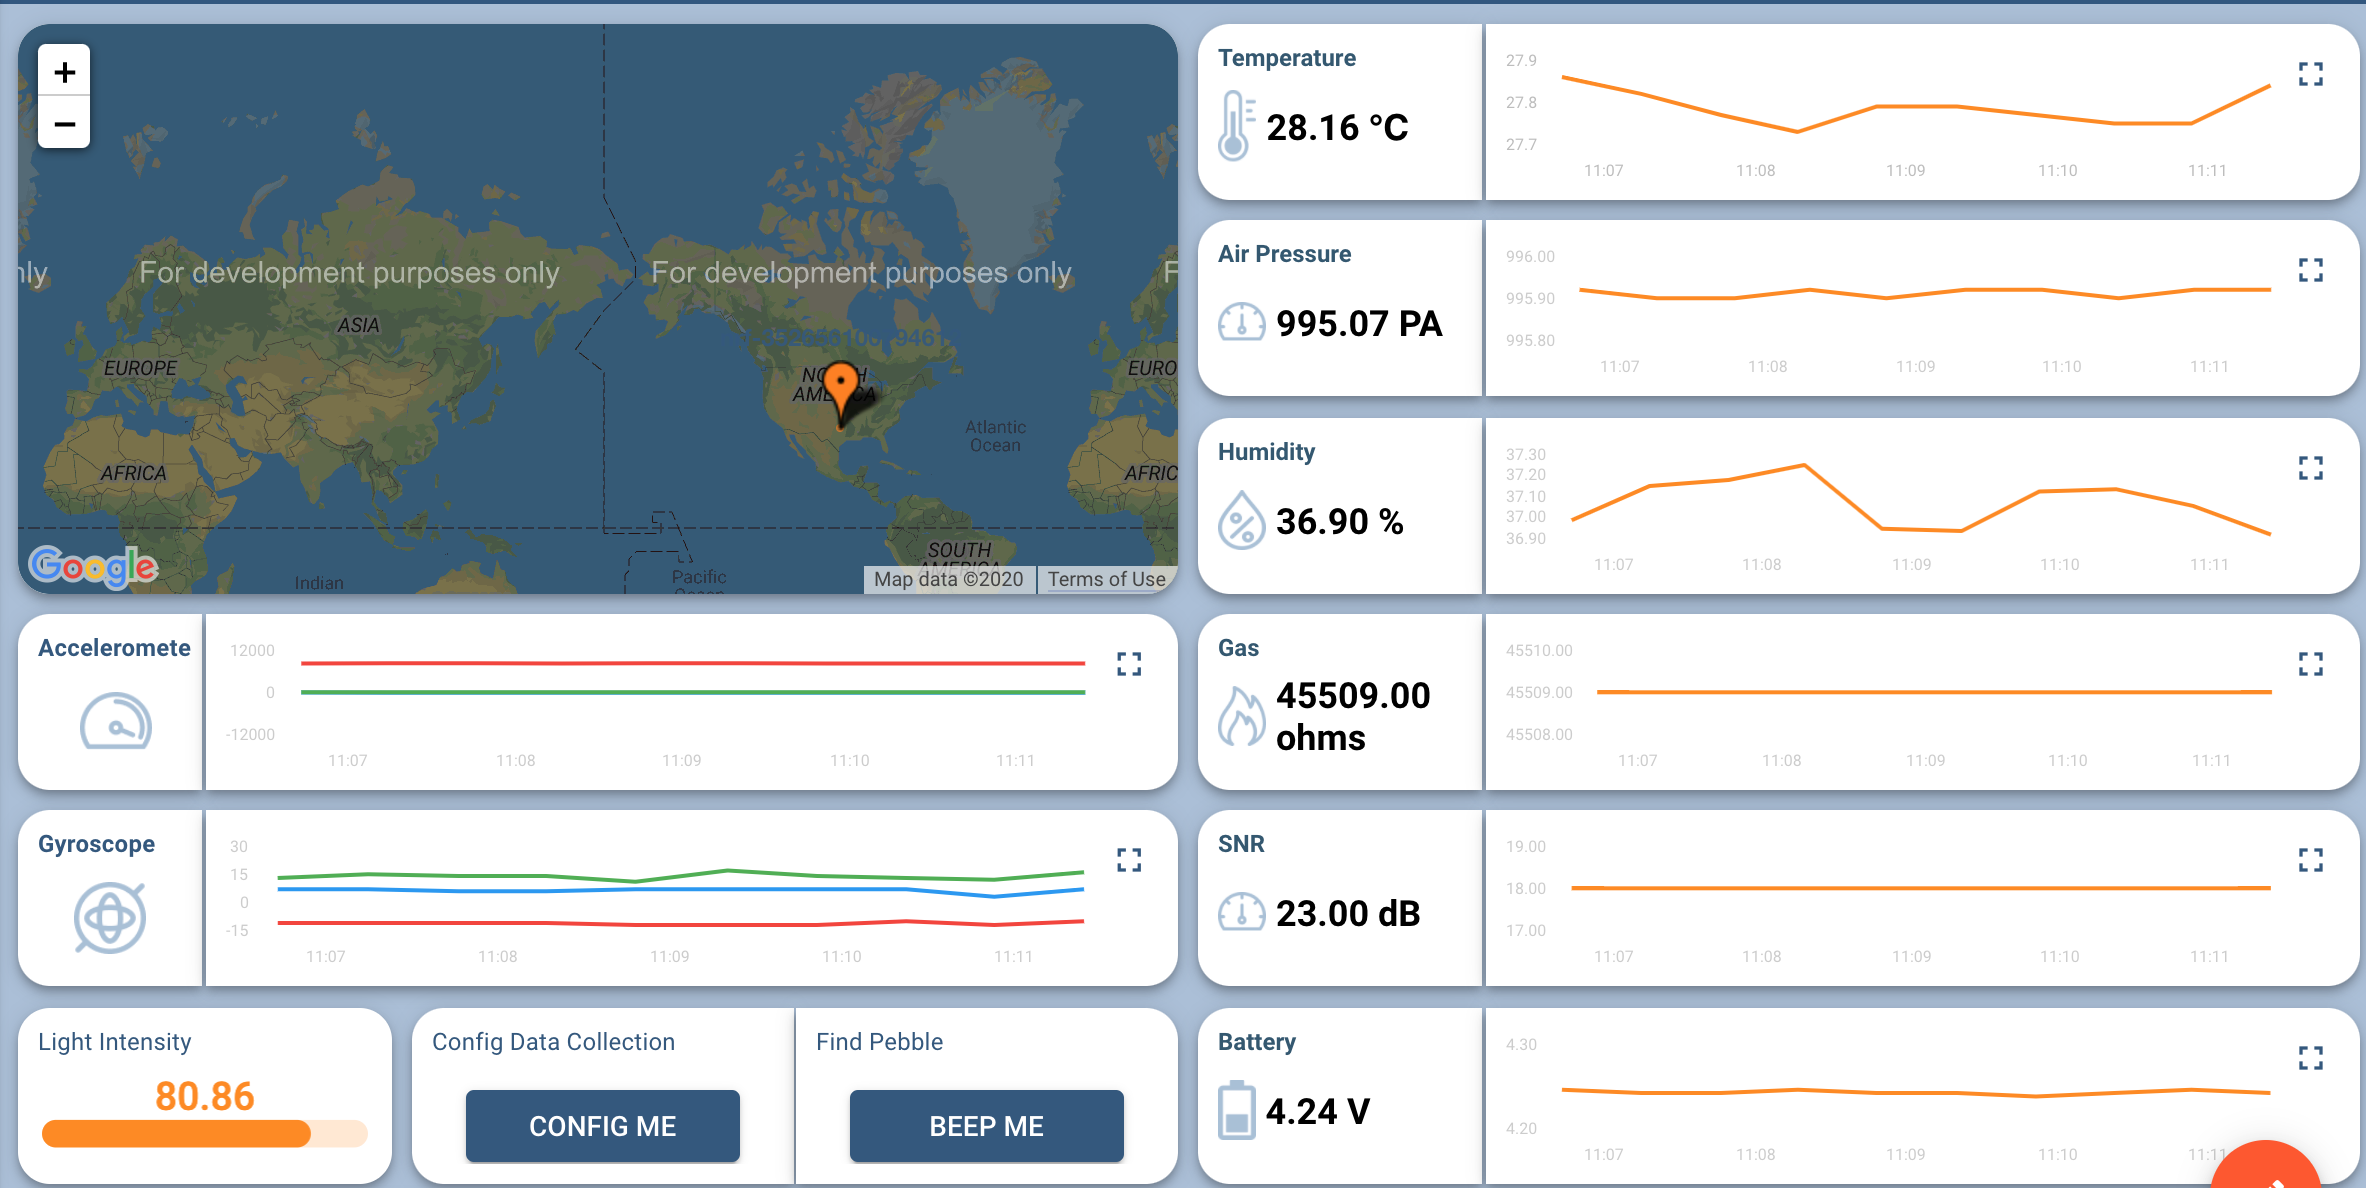 +
−
nly
For development purposes only
For development purposes only
F
ASIA
EUROPE
AFRICA
AMERICA
EURO
AFRIC
Atlantic
Ocean
SOUTH
AMERICA
Indian
Pacific
Ocean
Google
Map data ©2020
Terms of Use
Temperature
28.16 °C
27.9
27.8
27.7
11:07 11:08 11:09 11:10 11:11
Air Pressure
995.07 PA
996.00
995.90
995.80
11:07 11:08 11:09 11:10 11:11
Humidity
36.90 %
37.30
37.20
37.10
37.00
36.90
11:07 11:08 11:09 11:10 11:11
Acceleromete
12000
0
-12000
11:07 11:08 11:09 11:10 11:11
Gas
45509.00
ohms
45510.00
45509.00
45508.00
11:07 11:08 11:09 11:10 11:11
Gyroscope
30
15
0
-15
11:07 11:08 11:09 11:10 11:11
SNR
23.00 dB
19.00
18.00
17.00
11:07 11:08 11:09 11:10 11:11
Light Intensity
80.86
Config Data Collection
CONFIG ME
Find Pebble
BEEP ME
Battery
4.24 V
4.30
4.20
11:07 11:08 11:09 11:10 11:11